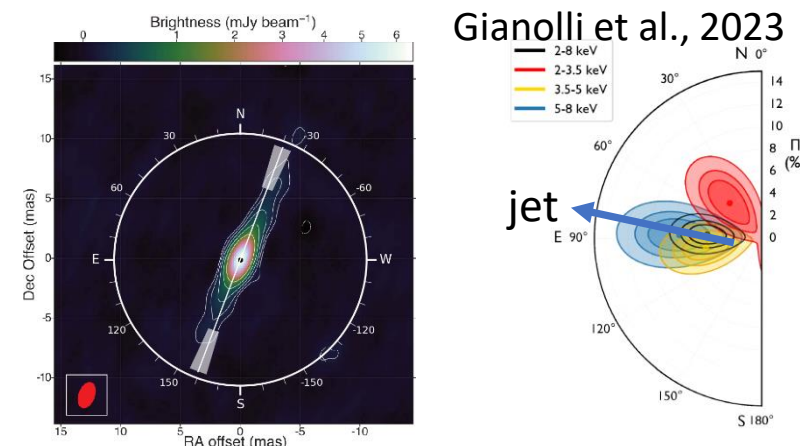 Brightness (mJy beam⁻¹)
0 1 2 3 4 5 6
Gianolli et al., 2023
15
10
5
0
-5
-10
Dec Offset (mas)
N
30
-30
60
-60
E
W
120
-120
150
-150
S
15 10 5 0 -5 -10
RA offset (mas)
2-8 keV
2-3.5 keV
3.5-5 keV
5-8 keV
N 0°
30°
60°
E 90°
120°
150°
S 180°
14
12
10
8
6
4
2
0
Π
(%
jet